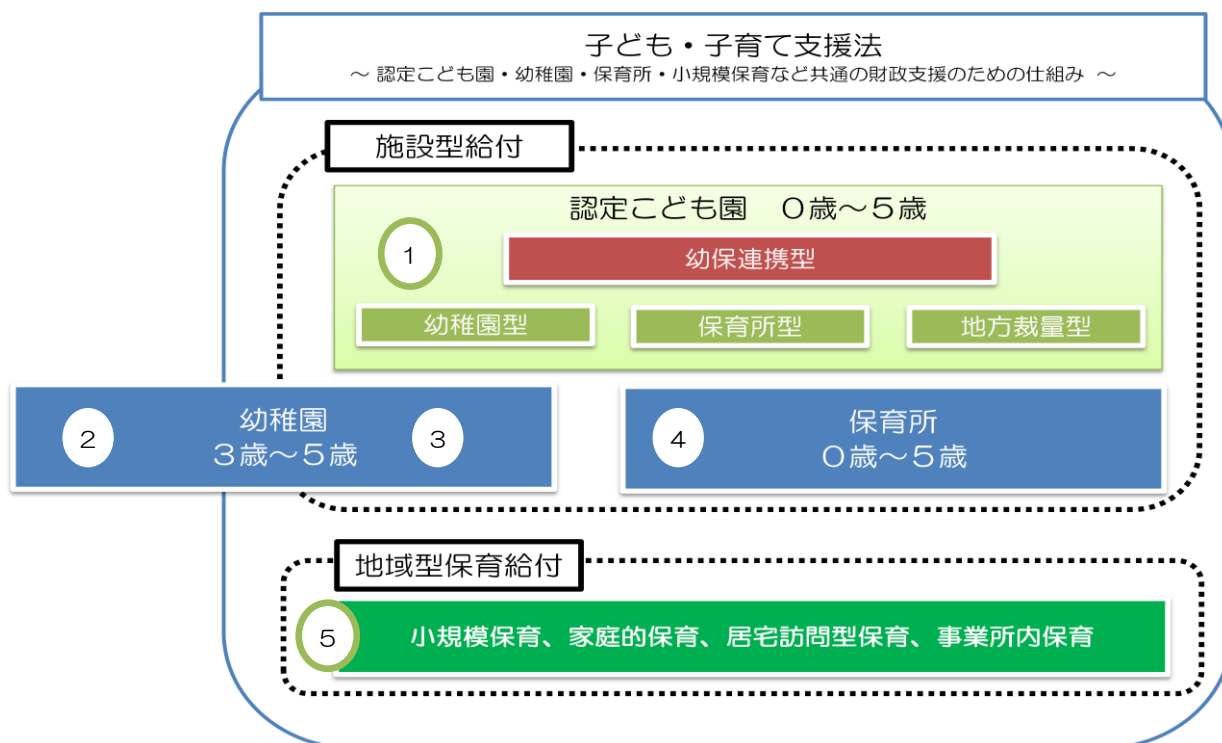 子ども・子育て支援法
～ 認定こども園・幼稚園・保育所・小規模保育など共通の財政支援のための仕組み ～
施設型給付
認定こども園　０歳～５歳
1
幼保連携型
幼稚園型
保育所型
地方裁量型
2
幼稚園
３歳～５歳
3
4
保育所
０歳～５歳
地域型保育給付
5
小規模保育、家庭的保育、居宅訪問型保育、事業所内保育